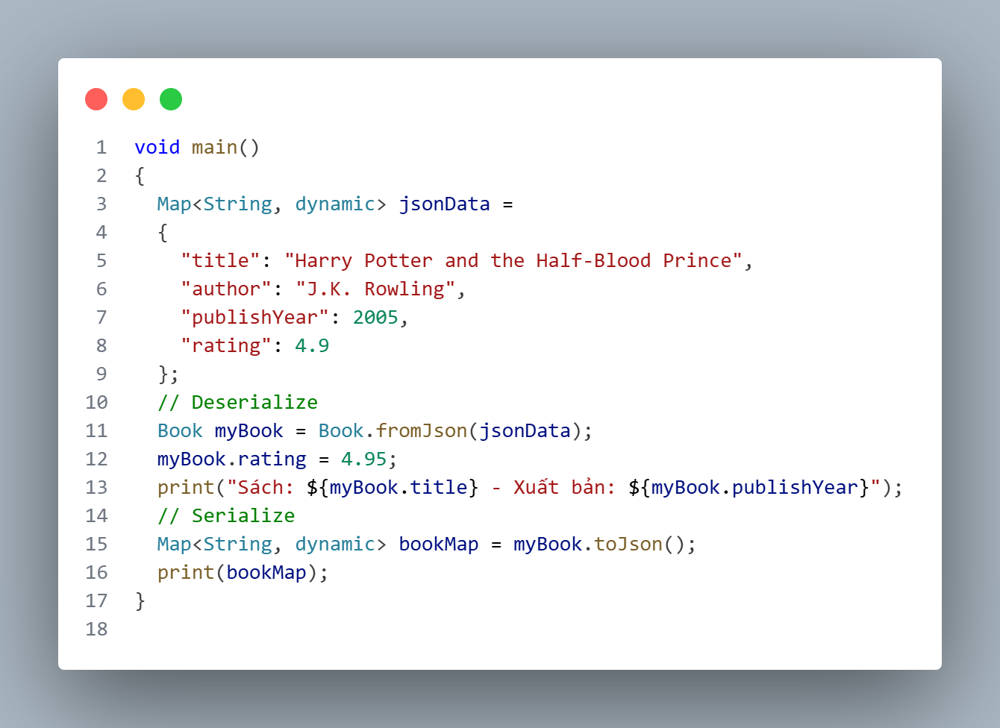 1 void main()
2 {
3   Map<String, dynamic> jsonData =
4   {
5     "title": "Harry Potter and the Half-Blood Prince",
6     "author": "J.K. Rowling",
7     "publishYear": 2005,
8     "rating": 4.9
9   };
10   // Deserialize
11   Book myBook = Book.fromJson(jsonData);
12   myBook.rating = 4.95;
13   print("Sách: ${myBook.title} - Xuất bản: ${myBook.publishYear}");
14   // Serialize
15   Map<String, dynamic> bookMap = myBook.toJson();
16   print(bookMap);
17 }
18